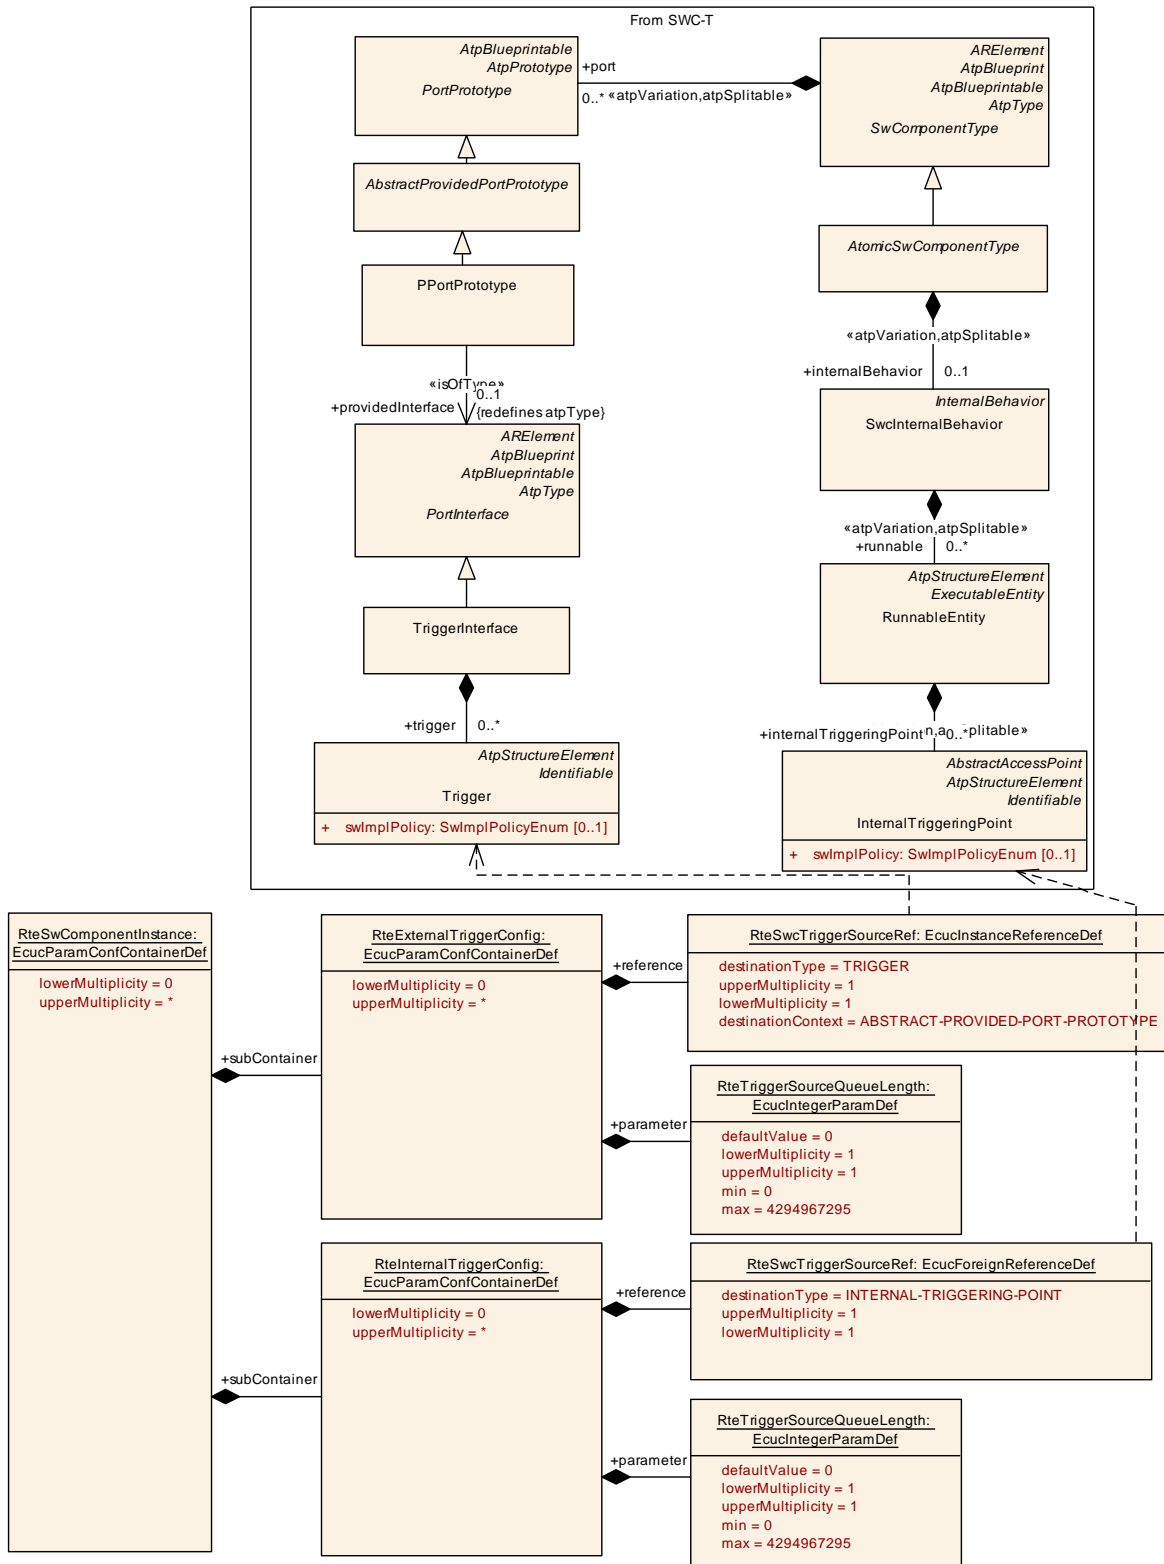 From SWC-T
AtpBlueprintable
AtpPrototype
PortPrototype
+port
0..*
«atpVariation,atpSplitable»
ARElement
AtpBlueprint
AtpBlueprintable
AtpType
SwComponentType
AbstractProvidedPortPrototype
AtomicSwComponentType
PPortPrototype
«atpVariation,atpSplitable»
+internalBehavior
0..1
«isOfType»
0..1
+providedInterface
{redefines atpType}
InternalBehavior
SwcInternalBehavior
ARElement
AtpBlueprint
AtpBlueprintable
AtpType
PortInterface
«atpVariation,atpSplitable»
+runnable
0..*
AtpStructureElement
ExecutableEntity
RunnableEntity
TriggerInterface
+trigger
0..*
+internalTriggeringPoint
0..*
plitable»
AtpStructureElement
Identifiable
Trigger
+ swImplPolicy: SwImplPolicyEnum [0..1]
AbstractAccessPoint
AtpStructureElement
Identifiable
InternalTriggeringPoint
+ swImplPolicy: SwImplPolicyEnum [0..1]
RteSwComponentInstance:
EcucParamConfContainerDef
lowerMultiplicity = 0
upperMultiplicity = *
RteExternalTriggerConfig:
EcucParamConfContainerDef
lowerMultiplicity = 0
upperMultiplicity = *
+reference
RteSwcTriggerSourceRef: EcucInstanceReferenceDef
destinationType = TRIGGER
upperMultiplicity = 1
lowerMultiplicity = 1
destinationContext = ABSTRACT-PROVIDED-PORT-PROTOTYPE
+subContainer
+parameter
RteTriggerSourceQueueLength:
EcucIntegerParamDef
defaultValue = 0
lowerMultiplicity = 1
upperMultiplicity = 1
min = 0
max = 4294967295
RteInternalTriggerConfig:
EcucParamConfContainerDef
lowerMultiplicity = 0
upperMultiplicity = *
+reference
RteSwcTriggerSourceRef: EcucForeignReferenceDef
destinationType = INTERNAL-TRIGGERING-POINT
upperMultiplicity = 1
lowerMultiplicity = 1
+subContainer
+parameter
RteTriggerSourceQueueLength:
EcucIntegerParamDef
defaultValue = 0
lowerMultiplicity = 1
upperMultiplicity = 1
min = 0
max = 4294967295